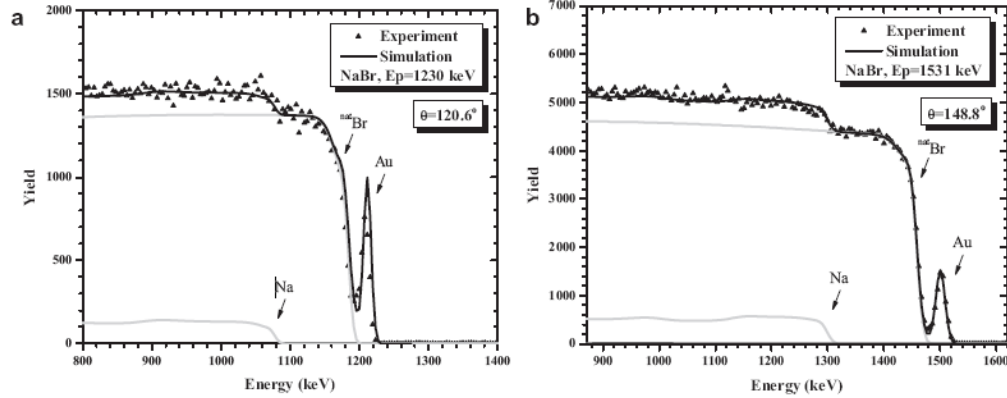 a
2000
1500
1000
500
0
Yield
800 900 1000 1100 1200 1300 1400
Energy (keV)
Experiment
Simulation
NaBr, Ep=1230 keV
θ=120.6°
natBr
Au
Na
b
7000
6000
5000
4000
3000
2000
1000
0
Yield
900 1000 1100 1200 1300 1400 1500 1600
Energy (keV)
Experiment
Simulation
NaBr, Ep=1531 keV
θ=148.8°
natBr
Au
Na